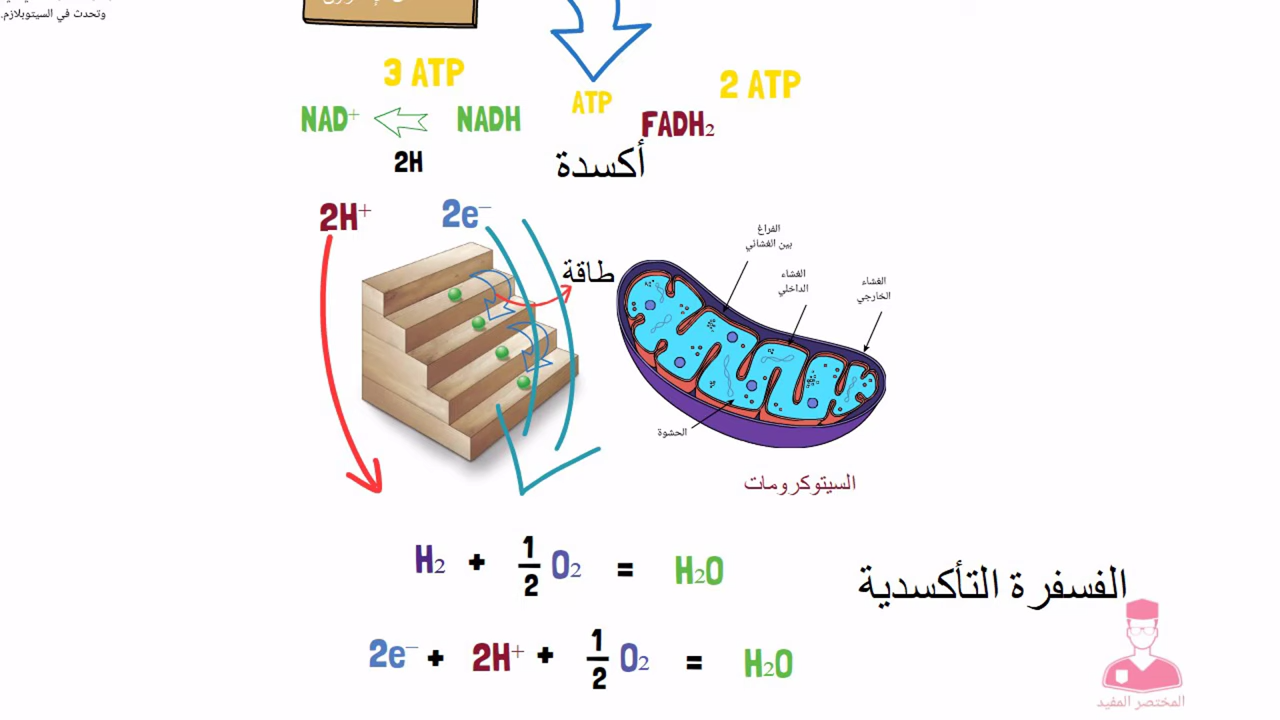 وتحدث في السيتوبلازم.
3 ATP
2 ATP
ATP
NAD⁺
NADH
FADH₂
2H
أكسدة
2H⁺
2e⁻
طاقة
الفراغ
بين الغشائي
الغشاء
الداخلي
الغشاء
الخارجي
الحشوة
السيتوكرومات
H₂ + 1/2 O₂ = H₂O
الفسفرة التأكسدية
2e⁻ + 2H⁺ + 1/2 O₂ = H₂O
المختصر المفيد